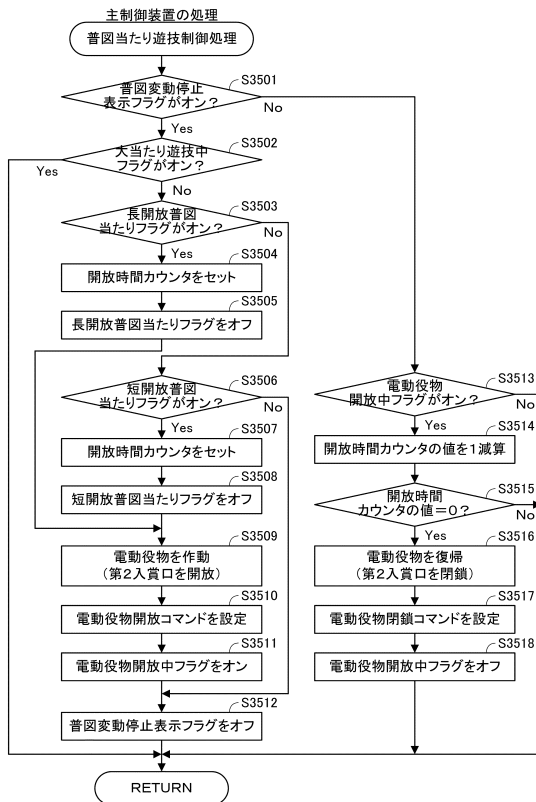 主制御装置の処理
普図当たり遊技制御処理
S3501
普図変動停止
表示フラグがオン?
No
Yes
S3502
大当たり遊技中
フラグがオン?
Yes
No
S3503
長開放普図
当たりフラグがオン?
No
Yes
S3504
開放時間カウンタをセット
S3505
長開放普図当たりフラグをオフ
S3506
短開放普図
当たりフラグがオン?
No
Yes
S3507
開放時間カウンタをセット
S3508
短開放普図当たりフラグをオフ
S3509
電動役物を作動
(第2入賞口を開放)
S3510
電動役物開放コマンドを設定
S3511
電動役物開放中フラグをオン
S3512
普図変動停止表示フラグをオフ
S3513
電動役物
開放中フラグがオン?
No
Yes
S3514
開放時間カウンタの値を1減算
S3515
開放時間
カウンタの値=0?
No
Yes
S3516
電動役物を復帰
(第2入賞口を閉鎖)
S3517
電動役物閉鎖コマンドを設定
S3518
電動役物開放中フラグをオフ
RETURN